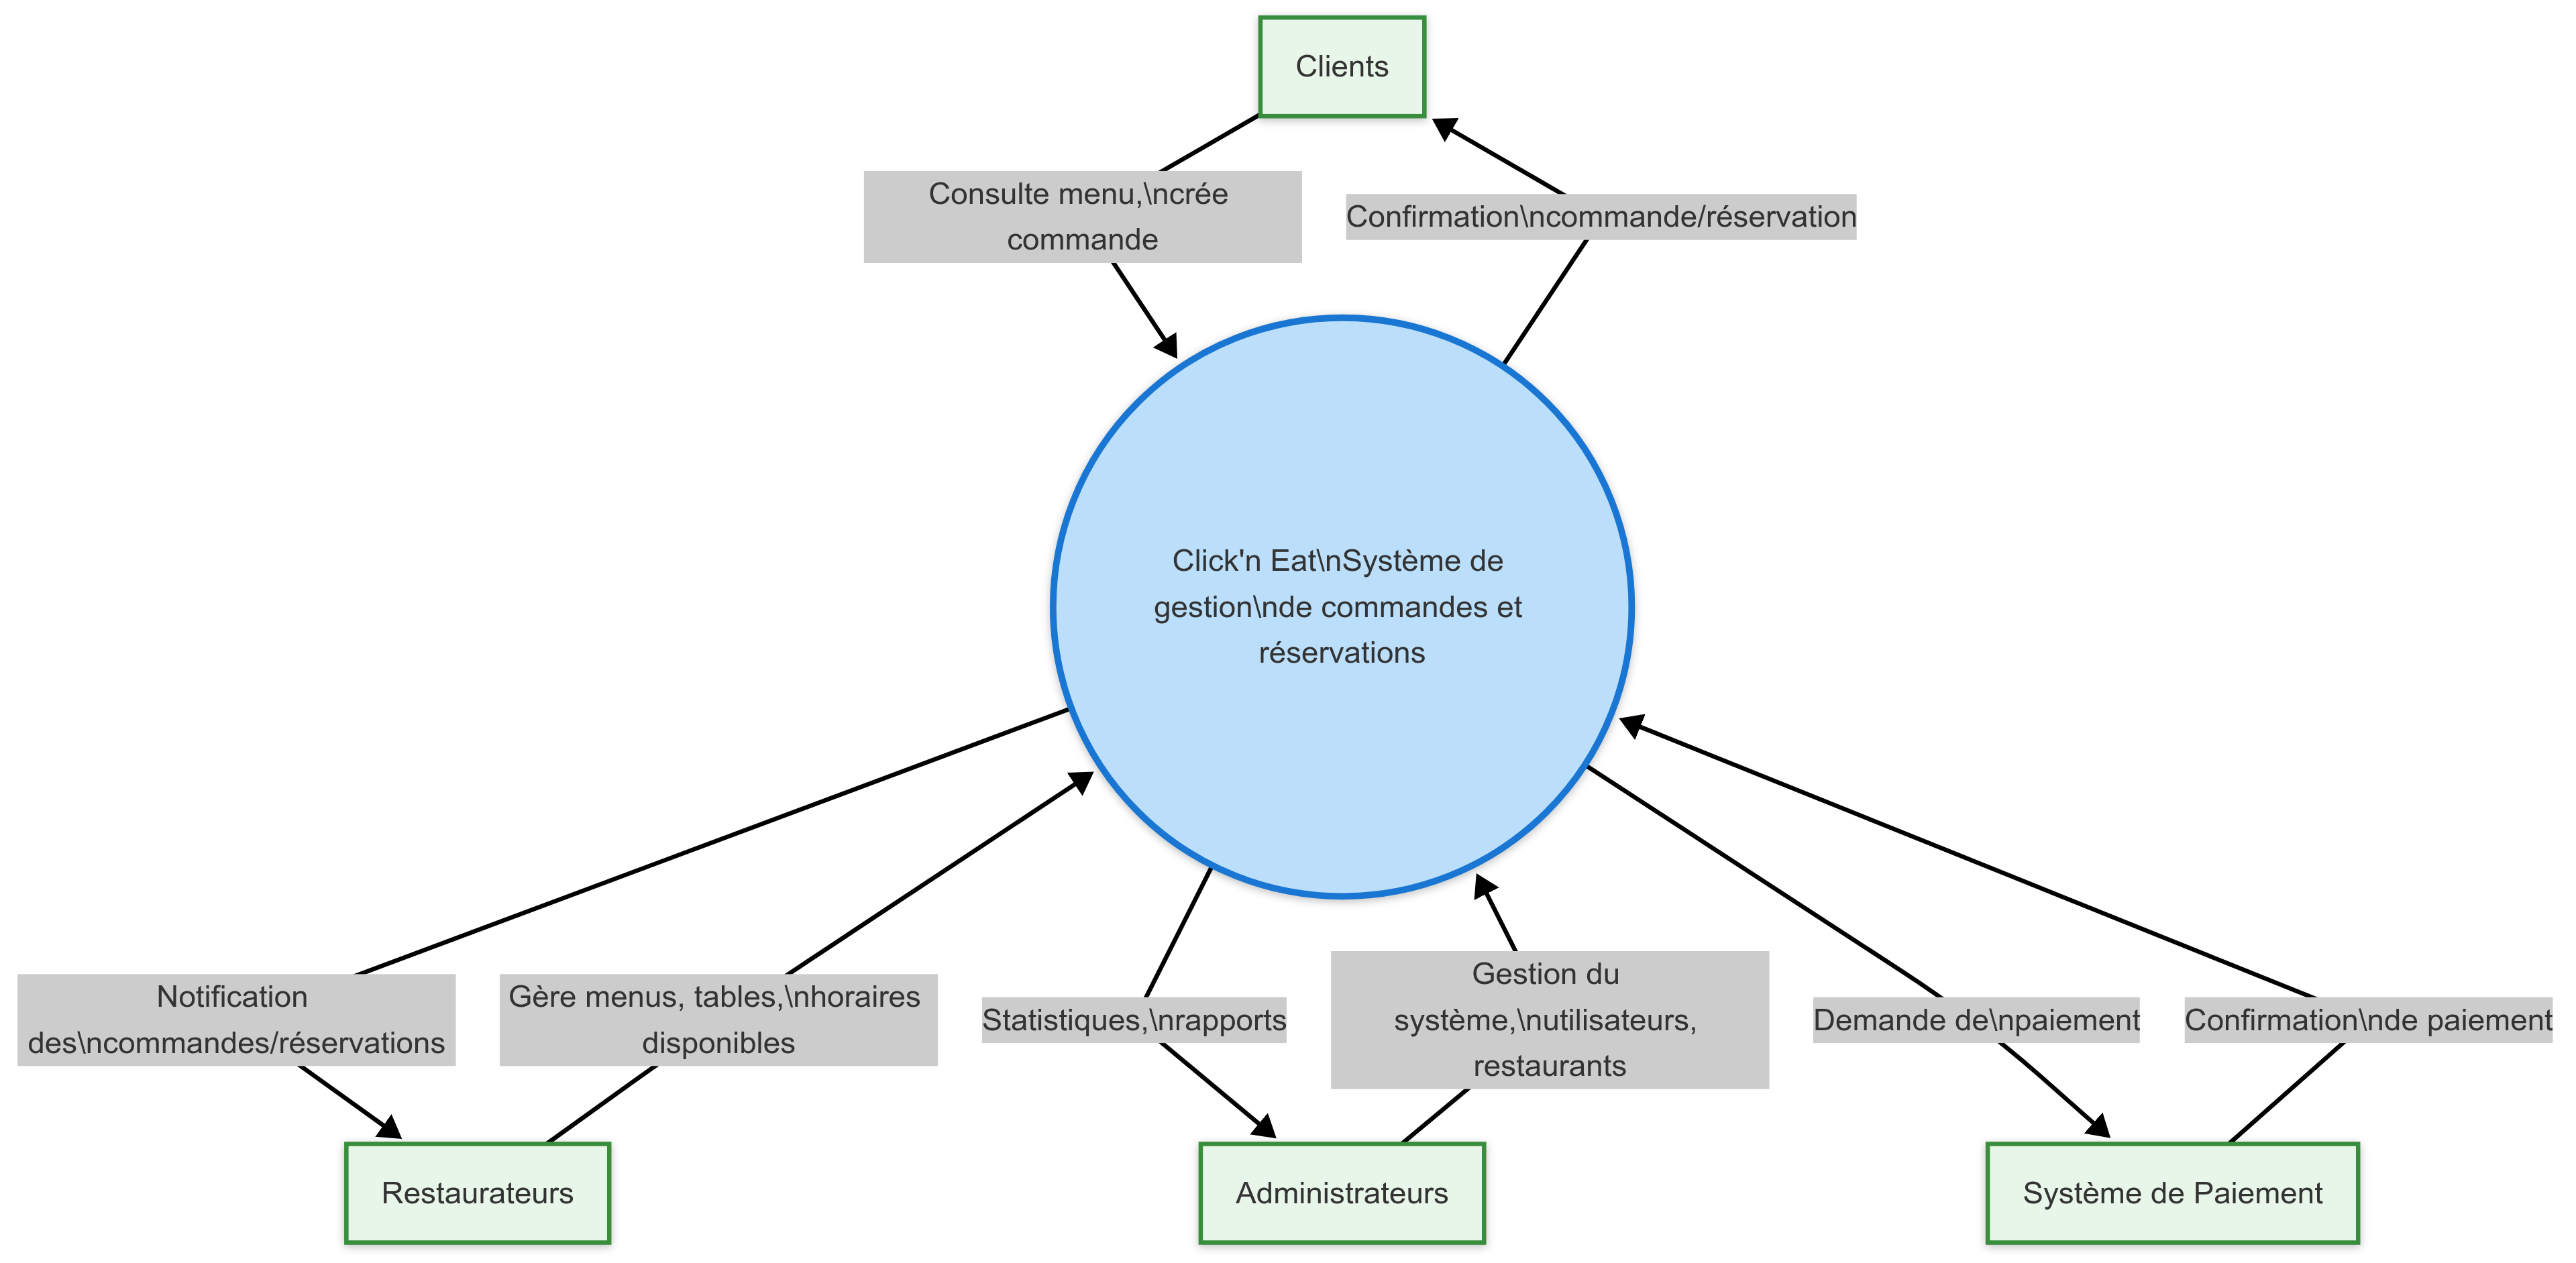 Clients
Consulte menu,\ncrée
commande
Confirmation\ncommande/réservation
Click'n Eat\nSystème de
gestion\nde commandes et
réservations
Notification
des\ncommandes/réservations
Gère menus, tables,\nhoraires
disponibles
Statistiques,\nrapports
Gestion du
système,\nutilisateurs,
restaurants
Demande de\npaiement
Confirmation\nde paiement
Restaurateurs
Administrateurs
Système de Paiement